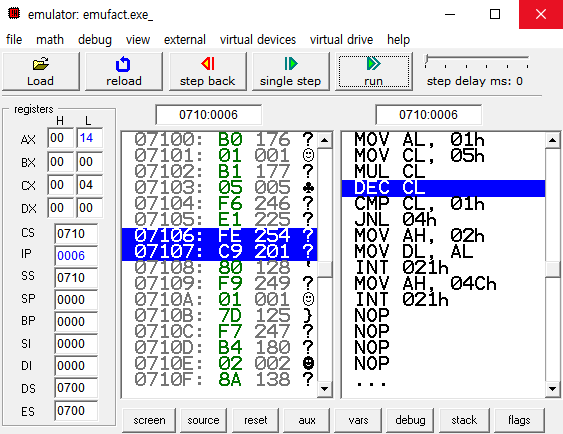 emulator: emufact.exe_
file math debug view external virtual devices virtual drive help
Load reload step back single step run step delay ms: 0
registers
H L
AX 00 14
BX 00 00
CX 00 04
DX 00 00
CS 0710
IP 0006
SS 0710
SP 0000
BP 0000
SI 0000
DI 0000
DS 0700
ES 0700
0710:0006
07100: B0 176 ?
07101: 01 001 ☺
07102: B1 177 ?
07103: 05 005 ♣
07104: F6 246 ?
07105: E1 225 ?
07106: FE 254 ?
07107: C9 201 ?
07108: 80 128
07109: F9 249 ?
0710A: 01 001 ☺
0710B: 7D 125 }
0710C: F7 247 ?
0710D: B4 180 ?
0710E: 02 002 ☻
0710F: 8A 138 ?
0710:0006
MOV AL, 01h
MOV CL, 05h
MUL CL
DEC CL
CMP CL, 01h
JNL 04h
MOV AH, 02h
MOV DL, AL
INT 021h
MOV AH, 04Ch
INT 021h
NOP
NOP
NOP
NOP
...
screen source reset aux vars debug stack flags